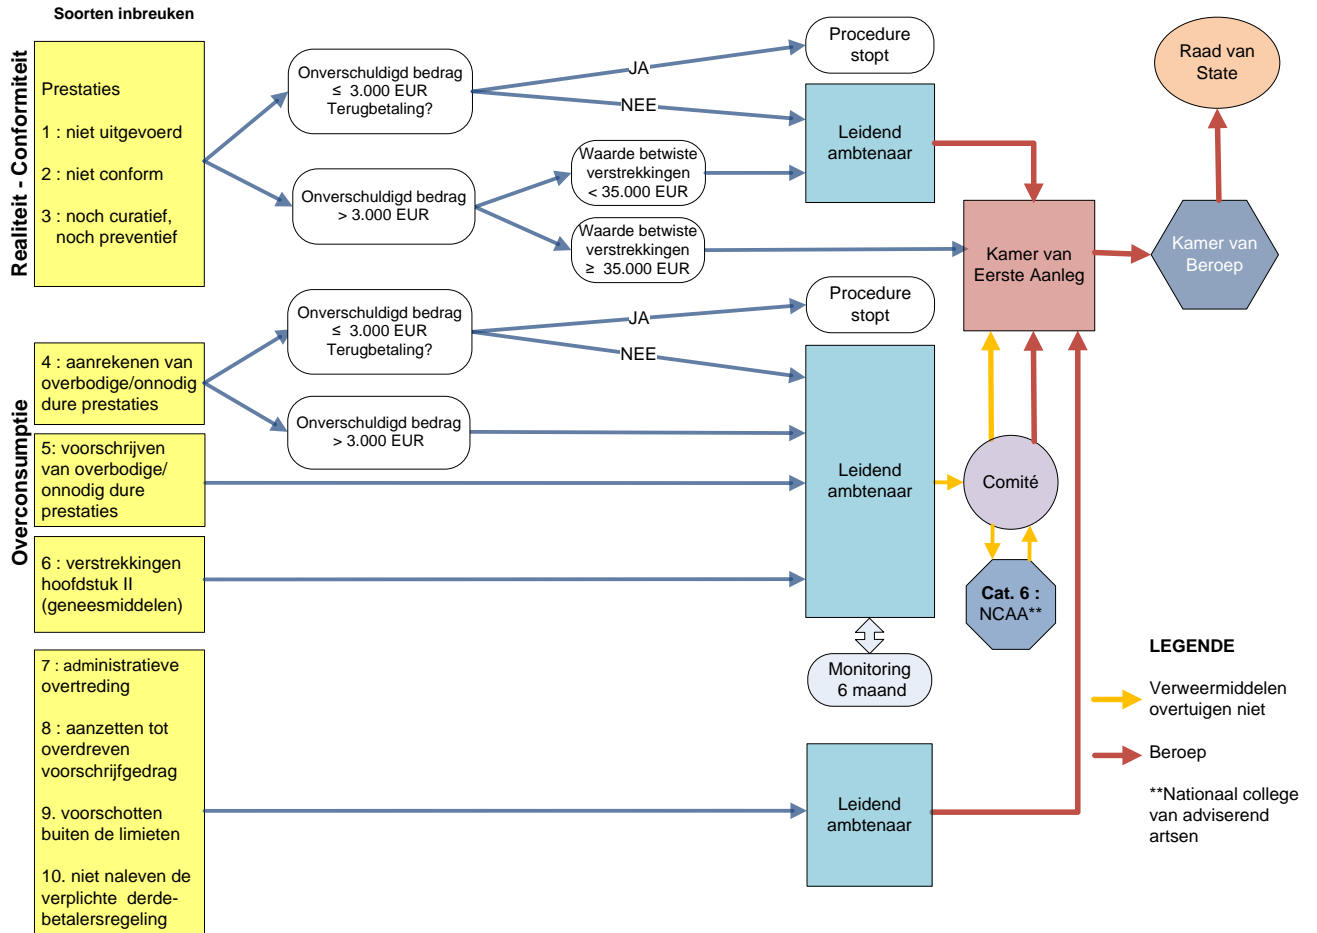 Soorten inbreuken
Realiteit - Conformiteit
Prestaties
1 : niet uitgevoerd
2 : niet conform
3 : noch curatief,
noch preventief
Onverschuldigd bedrag
≤ 3.000 EUR
Terugbetaling?
JA
NEE
Procedure
stopt
Leidend
ambtenaar
Onverschuldigd bedrag
> 3.000 EUR
Waarde betwiste
verstrekkingen
< 35.000 EUR
Waarde betwiste
verstrekkingen
≥ 35.000 EUR
Kamer van
Eerste Aanleg
Kamer van
Beroep
Raad van
State
Overconsumptie
4 : aanrekenen van
overbodige/onnodig
dure prestaties
Onverschuldigd bedrag
≤ 3.000 EUR
Terugbetaling?
JA
NEE
Procedure
stopt
Onverschuldigd bedrag
> 3.000 EUR
5: voorschrijven
van overbodige/
onnodig dure
prestaties
Leidend
ambtenaar
Comité
6 : verstrekkingen
hoofdstuk II
(geneesmiddelen)
Cat. 6 :
NCAA**
Monitoring
6 maand
7 : administratieve
overtreding
8 : aanzetten tot
overdreven
voorschrijfgedrag
9. voorschotten
buiten de limieten
10. niet naleven de
verplichte derde-
betalersregeling
Leidend
ambtenaar
LEGENDE
Verweermiddelen
overtuigen niet
Beroep
**Nationaal college
van adviserend
artsen